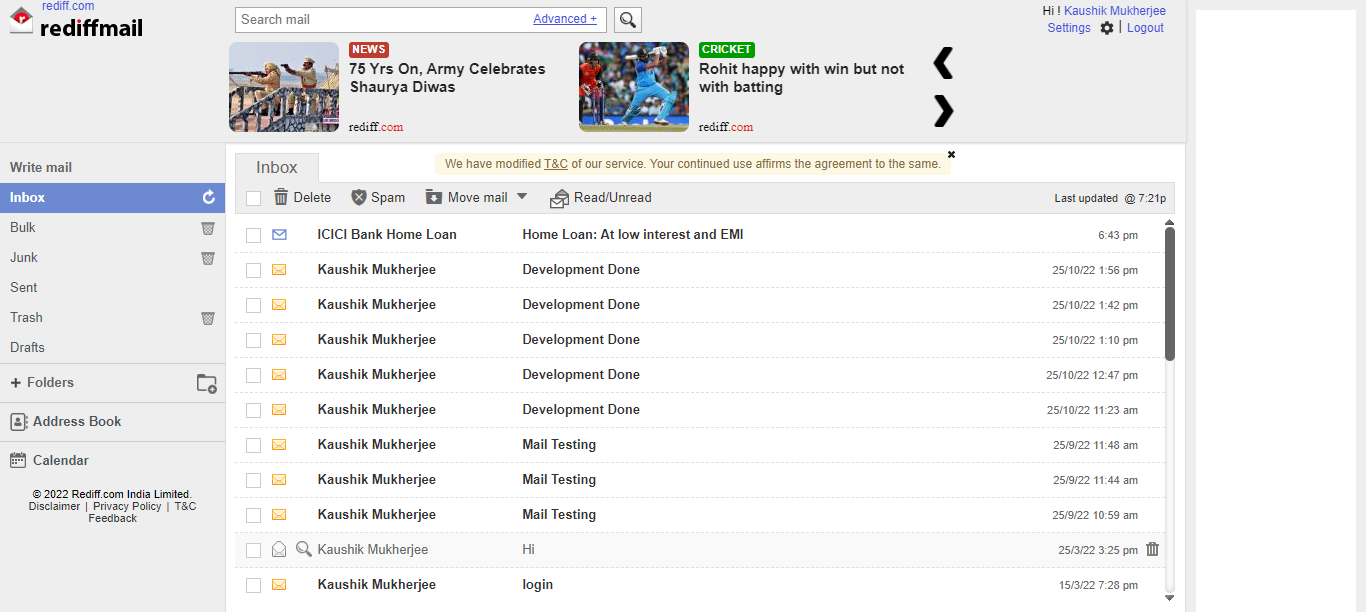 rediff.com
rediffmail
Search mail Advanced +
Hi ! Kaushik Mukherjee
Settings | Logout
NEWS
75 Yrs On, Army Celebrates
Shaurya Diwas
rediff.com
CRICKET
Rohit happy with win but not
with batting
rediff.com
Write mail
Inbox
Bulk
Junk
Sent
Trash
Drafts
+ Folders
Address Book
Calendar
© 2022 Rediff.com India Limited.
Disclaimer | Privacy Policy | T&C
Feedback
Inbox
We have modified T&C of our service. Your continued use affirms the agreement to the same.
Delete Spam Move mail Read/Unread Last updated @ 7:21p
ICICI Bank Home Loan Home Loan: At low interest and EMI 6:43 pm
Kaushik Mukherjee Development Done 25/10/22 1:56 pm
Kaushik Mukherjee Development Done 25/10/22 1:42 pm
Kaushik Mukherjee Development Done 25/10/22 1:10 pm
Kaushik Mukherjee Development Done 25/10/22 12:47 pm
Kaushik Mukherjee Development Done 25/10/22 11:23 am
Kaushik Mukherjee Mail Testing 25/9/22 11:48 am
Kaushik Mukherjee Mail Testing 25/9/22 11:44 am
Kaushik Mukherjee Mail Testing 25/9/22 10:59 am
Kaushik Mukherjee Hi 25/3/22 3:25 pm
Kaushik Mukherjee login 15/3/22 7:28 pm